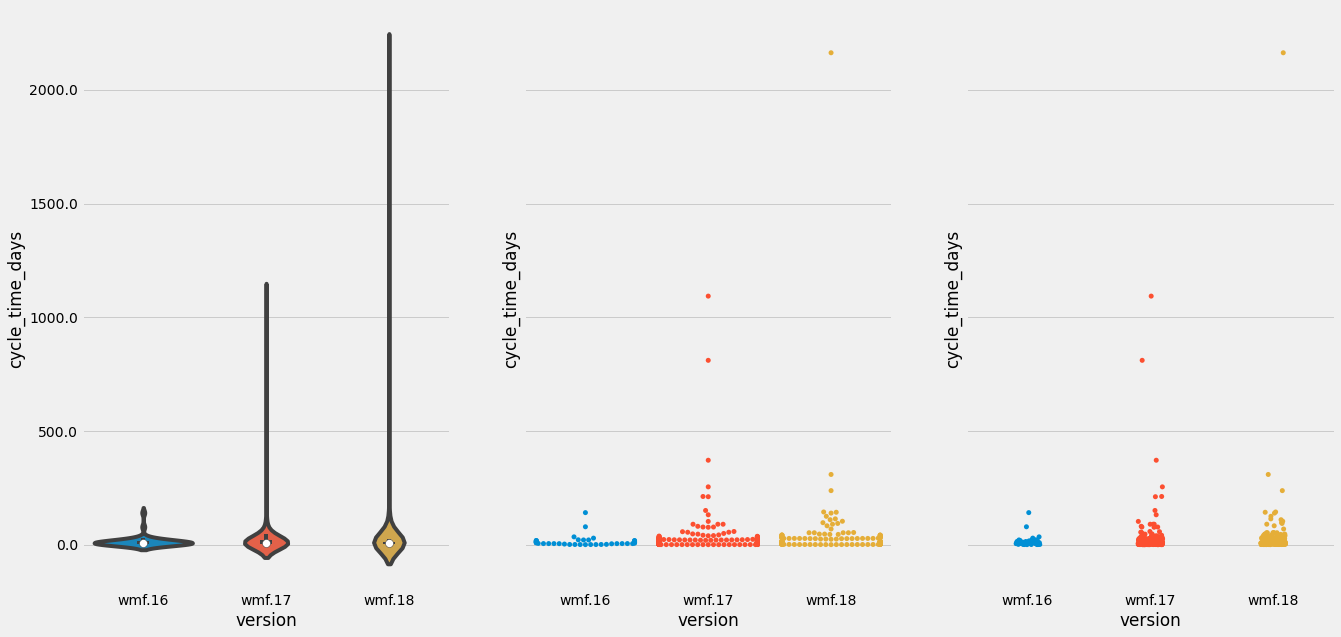 cycle_time_days
2000.0
1500.0
1000.0
500.0
0.0
wmf.16 wmf.17 wmf.18
version
cycle_time_days
wmf.16 wmf.17 wmf.18
version
cycle_time_days
wmf.16 wmf.17 wmf.18
version